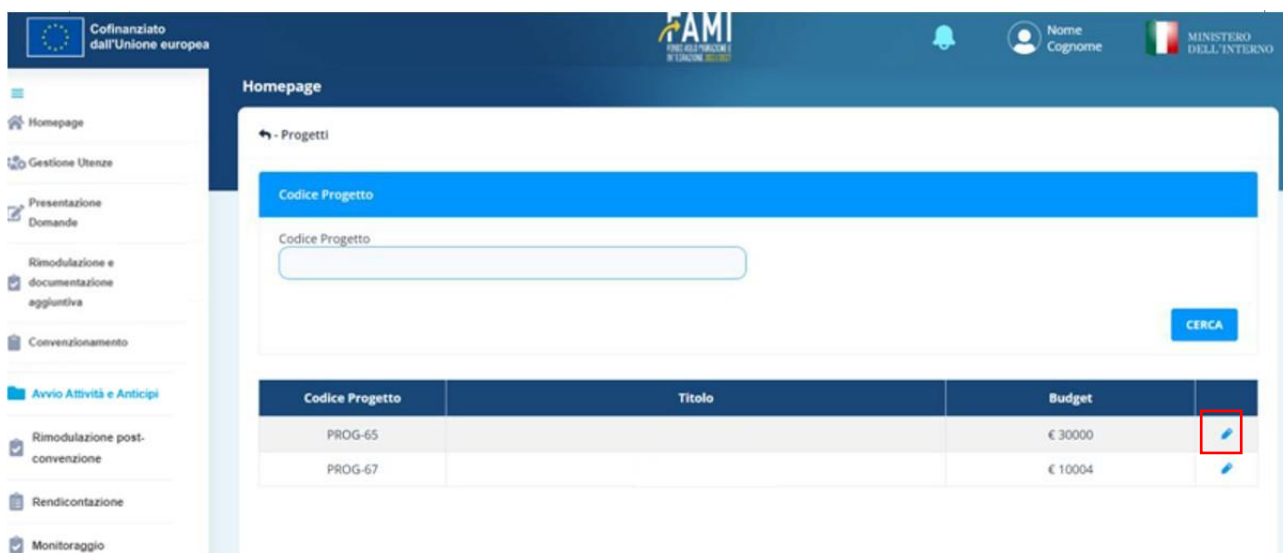 Cofinanziato
dall'Unione europea
FAMI
Nome
Cognome
MINISTERO
DELL'INTERNO
Homepage
Homepage
Gestione Utenze
Presentazione
Domande
Rimodulazione e
documentazione
aggiuntiva
Convenzionamento
Avvio Attività e Anticipi
Rimodulazione post-
convenzione
Rendicontazione
Monitoraggio
- Progetti
Codice Progetto
Codice Progetto
CERCA
Codice Progetto Titolo Budget
PROG-65 € 30000
PROG-67 € 10004